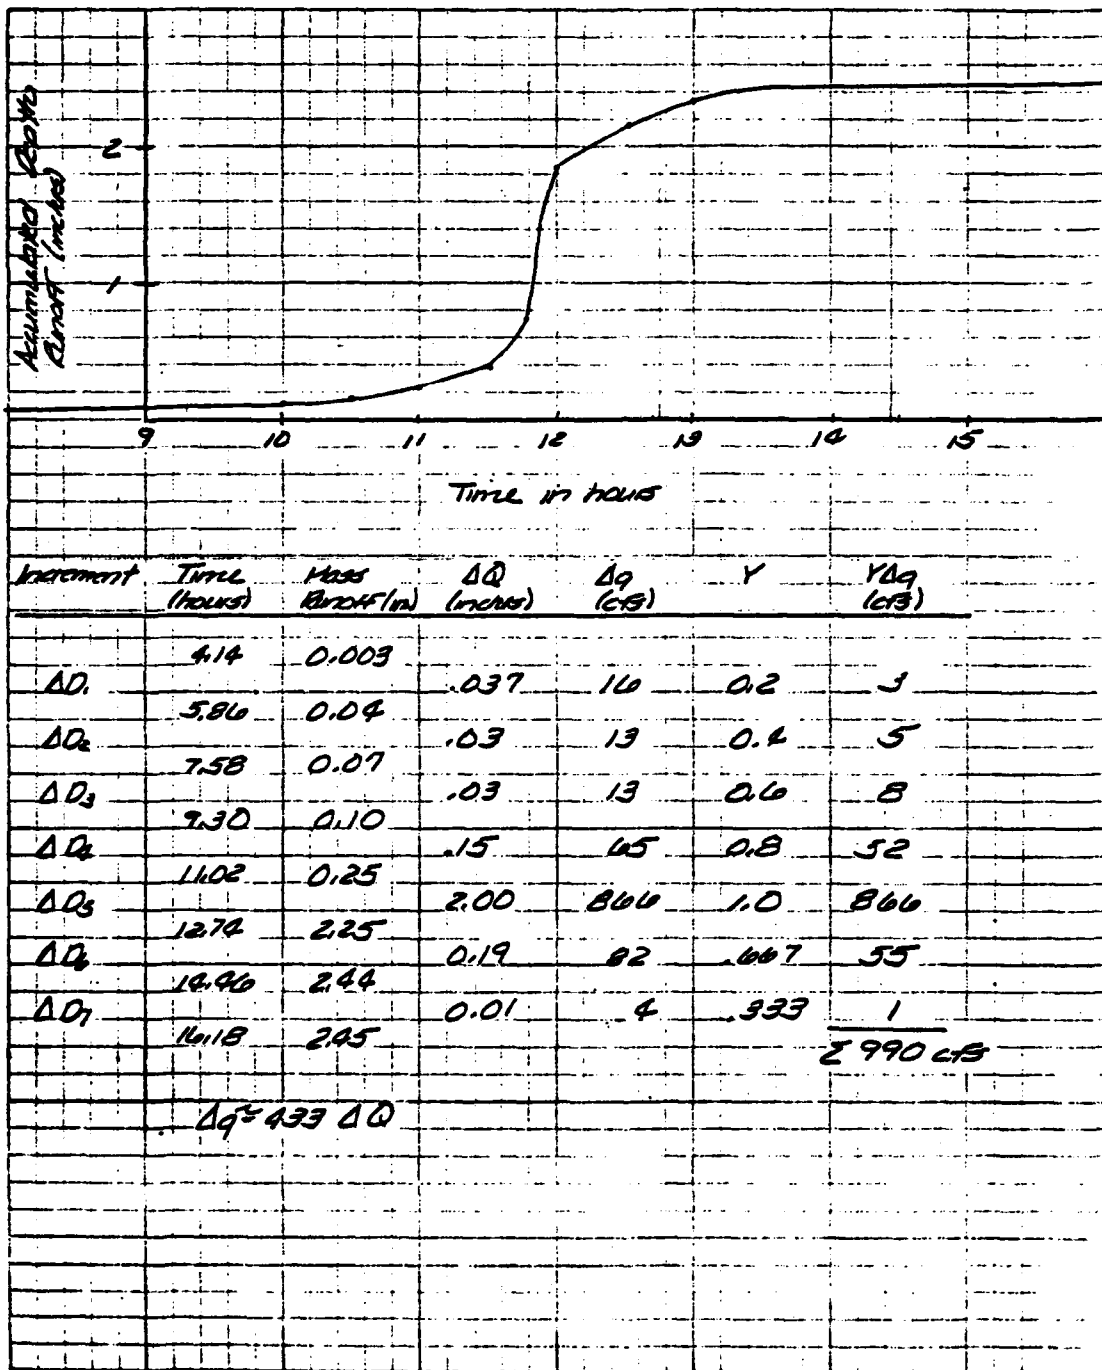 Accumulated Depth
Runoff (inches)
2
1
9 10 11 12 13 14 15
Time in hours
Increment Time Mass ΔQ Δq Y YΔq
(hours) Runoff (in) (inches) (cfs) (cfs)
4.14 0.003
ΔD₁ .037 16 0.2 3
5.86 0.04
ΔD₂ .03 13 0.4 5
7.58 0.07
ΔD₃ .03 13 0.6 8
9.30 0.10
ΔD₄ .15 65 0.8 52
11.02 0.25
ΔD₅ 2.00 866 1.0 866
12.74 2.25
ΔD₆ 0.19 82 .667 55
14.46 2.44
ΔD₇ 0.01 4 .333 1
16.18 2.45
Σ 990 cfs
Δq ≈ 433 ΔQ